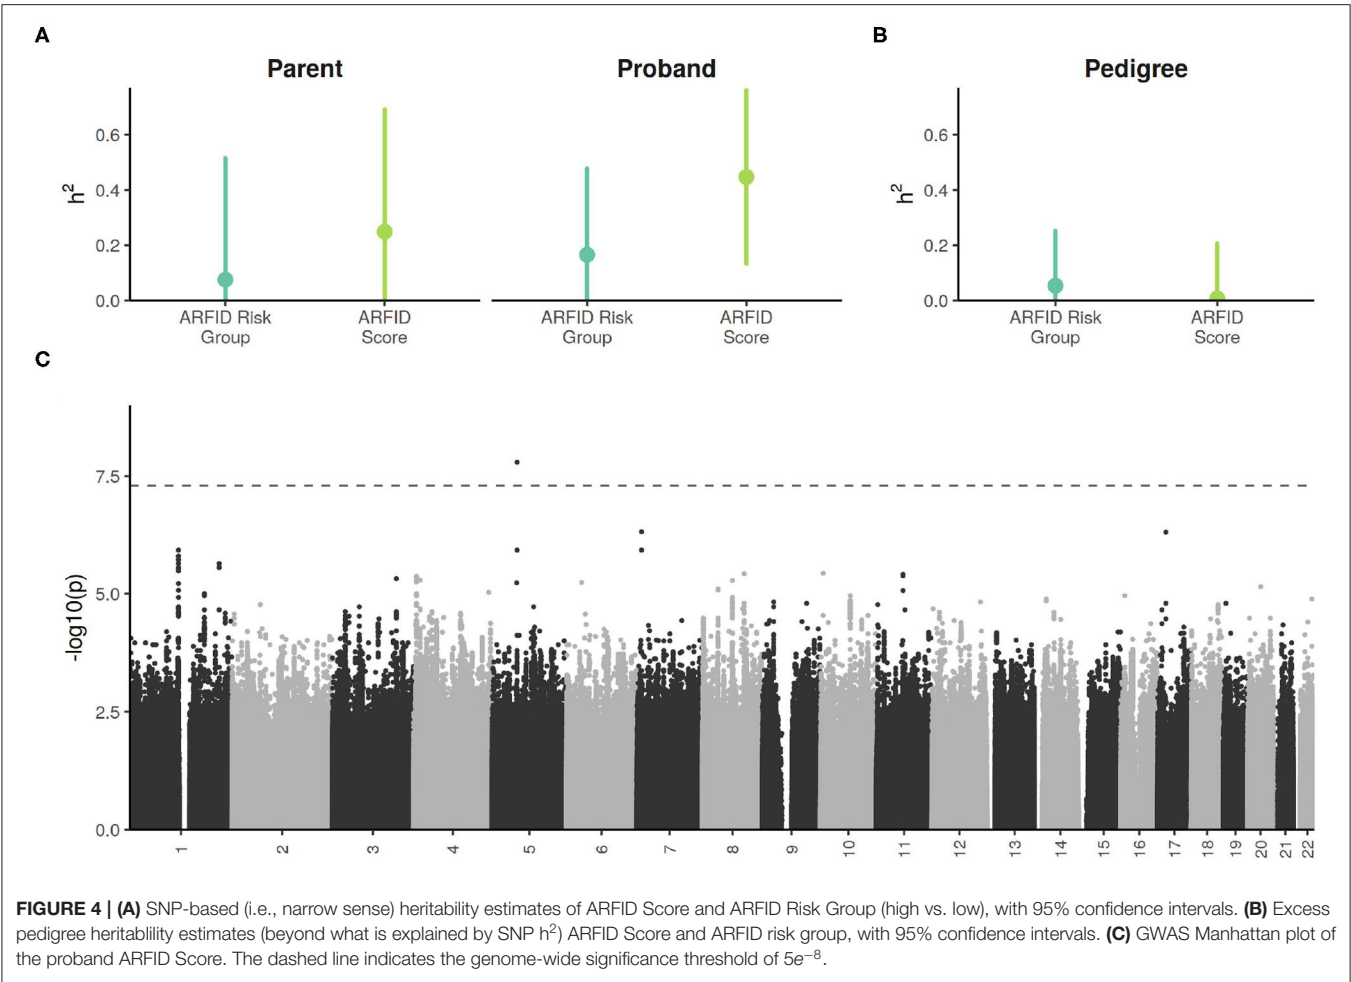 A
B
Parent
Proband
Pedigree
h²
0.6
0.4
0.2
0.0
ARFID Risk
Group
ARFID
Score
ARFID Risk
Group
ARFID
Score
h²
0.6
0.4
0.2
0.0
ARFID Risk
Group
ARFID
Score
C
-log10(p)
7.5
5.0
2.5
0.0
1 2 3 4 5 6 7 8 9 10 11 12 13 14 15 16 17 18 19 20 21 22
FIGURE 4 | (A) SNP-based (i.e., narrow sense) heritability estimates of ARFID Score and ARFID Risk Group (high vs. low), with 95% confidence intervals. (B) Excess
pedigree heritablility estimates (beyond what is explained by SNP h²) ARFID Score and ARFID risk group, with 95% confidence intervals. (C) GWAS Manhattan plot of
the proband ARFID Score. The dashed line indicates the genome-wide significance threshold of 5e⁻⁸.